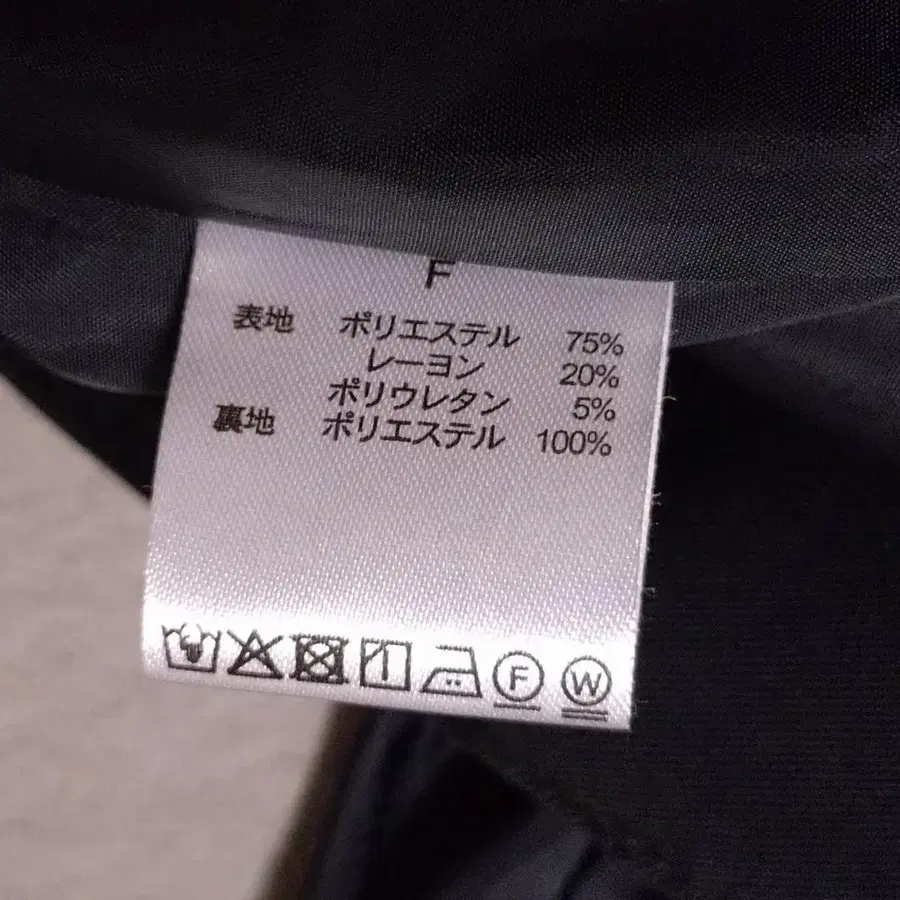 F
表地 ポリエステル 75%
レーヨン 20%
ポリウレタン 5%
裏地 ポリエステル 100%
F W